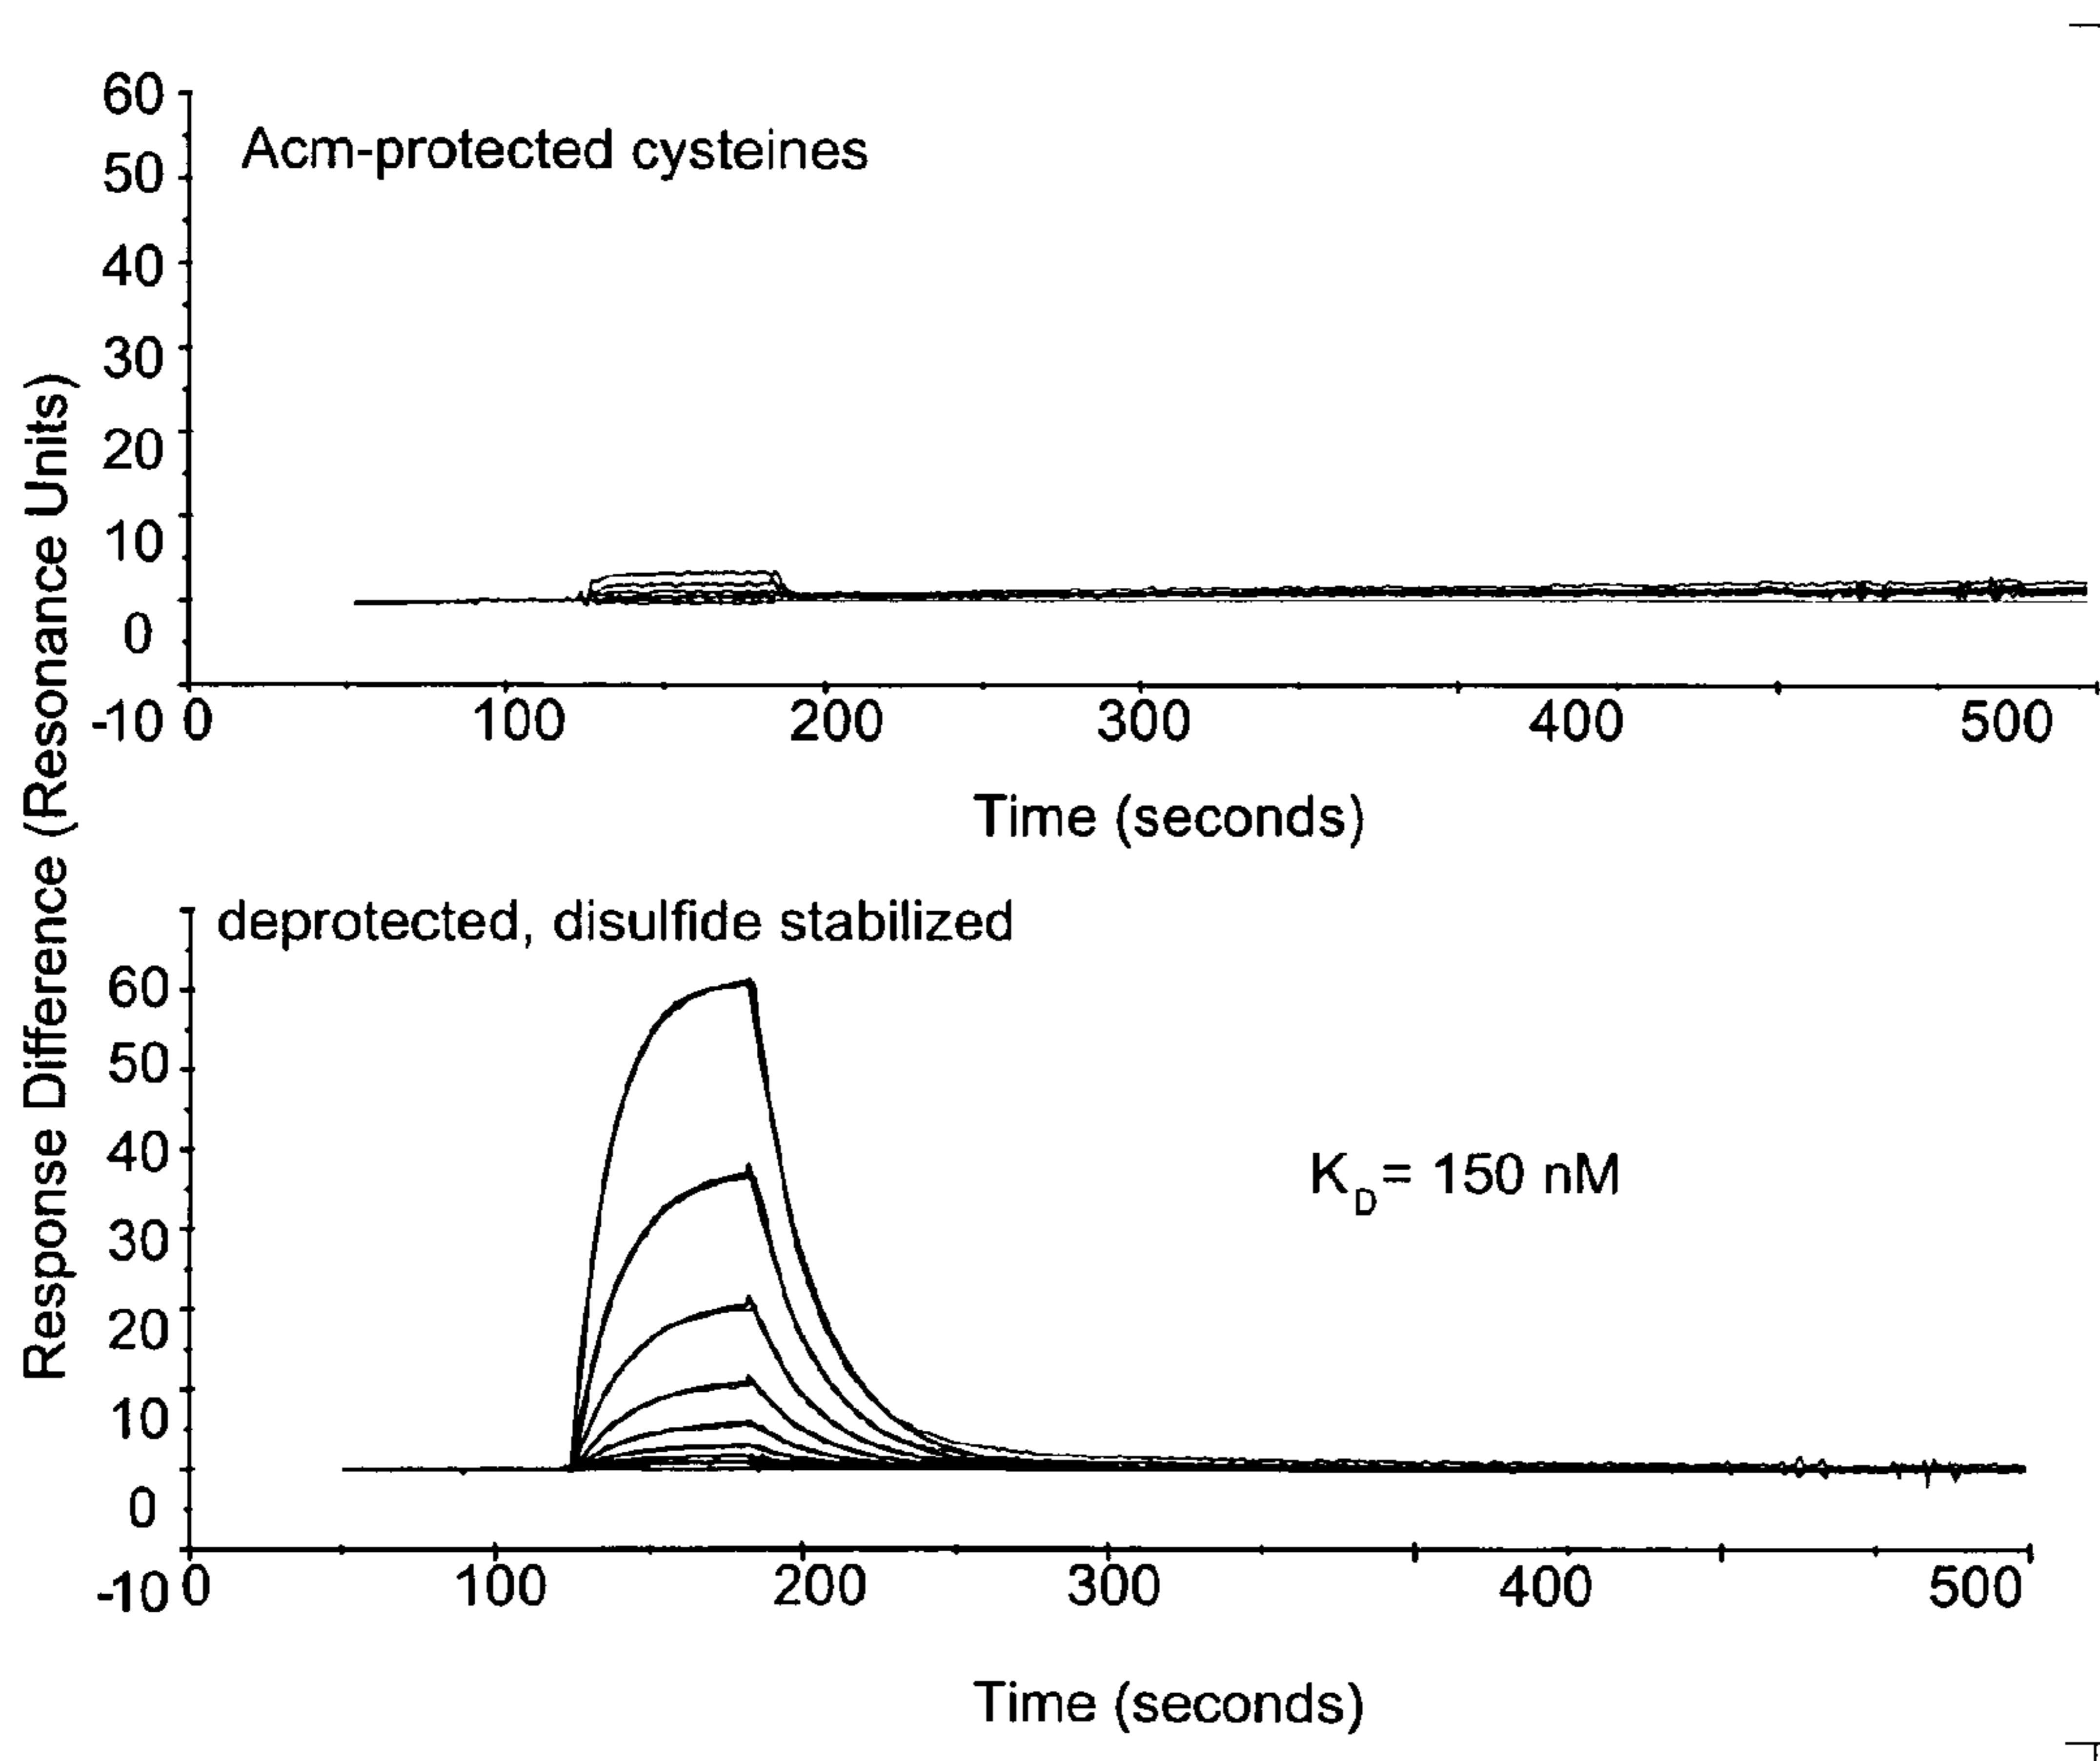 Response Difference (Resonance Units)
Acm-protected cysteines
60
50
40
30
20
10
0
-10
0 100 200 300 400 500
Time (seconds)
deprotected, disulfide stabilized
60
50
40
30
20
10
0
-10
K_D = 150 nM
0 100 200 300 400 500
Time (seconds)